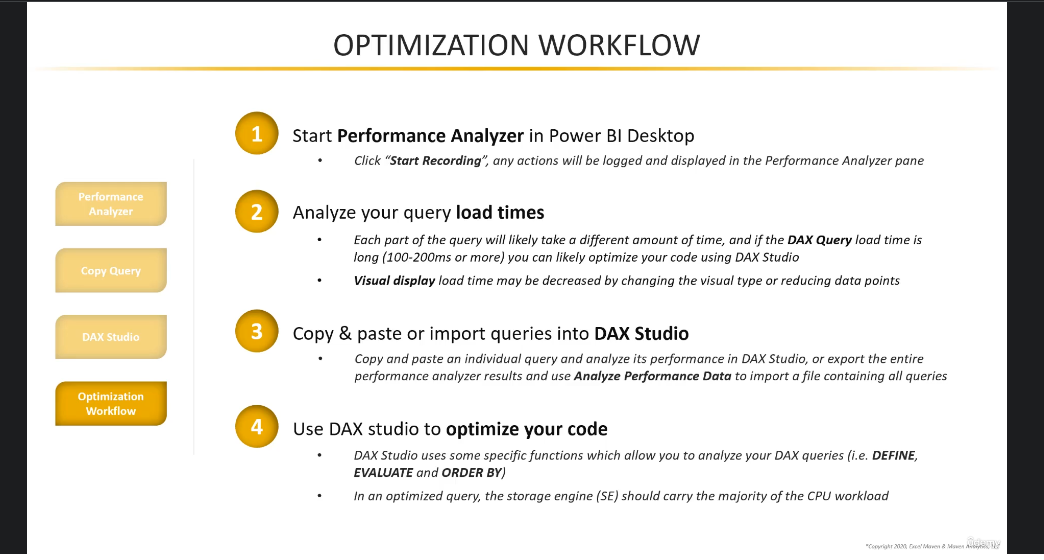 OPTIMIZATION WORKFLOW
Performance
Analyzer
Copy Query
DAX Studio
Optimization
Workflow
1 Start Performance Analyzer in Power BI Desktop
• Click “Start Recording”, any actions will be logged and displayed in the Performance Analyzer pane
2 Analyze your query load times
• Each part of the query will likely take a different amount of time, and if the DAX Query load time is
long (100-200ms or more) you can likely optimize your code using DAX Studio
• Visual display load time may be decreased by changing the visual type or reducing data points
3 Copy & paste or import queries into DAX Studio
• Copy and paste an individual query and analyze its performance in DAX Studio, or export the entire
performance analyzer results and use Analyze Performance Data to import a file containing all queries
4 Use DAX studio to optimize your code
• DAX Studio uses some specific functions which allow you to analyze your DAX queries (i.e. DEFINE,
EVALUATE and ORDER BY)
• In an optimized query, the storage engine (SE) should carry the majority of the CPU workload
*Copyright 2020, Excel Maven & Maven Analytics, LLC
Udemy